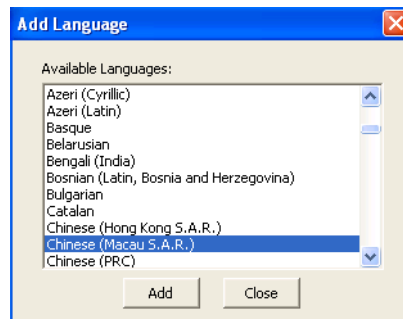 Add Language
Available Languages:
Azeri (Cyrillic)
Azeri (Latin)
Basque
Belarusian
Bengali (India)
Bosnian (Latin, Bosnia and Herzegovina)
Bulgarian
Catalan
Chinese (Hong Kong S.A.R.)
Chinese (Macau S.A.R.)
Chinese (PRC)
Add Close